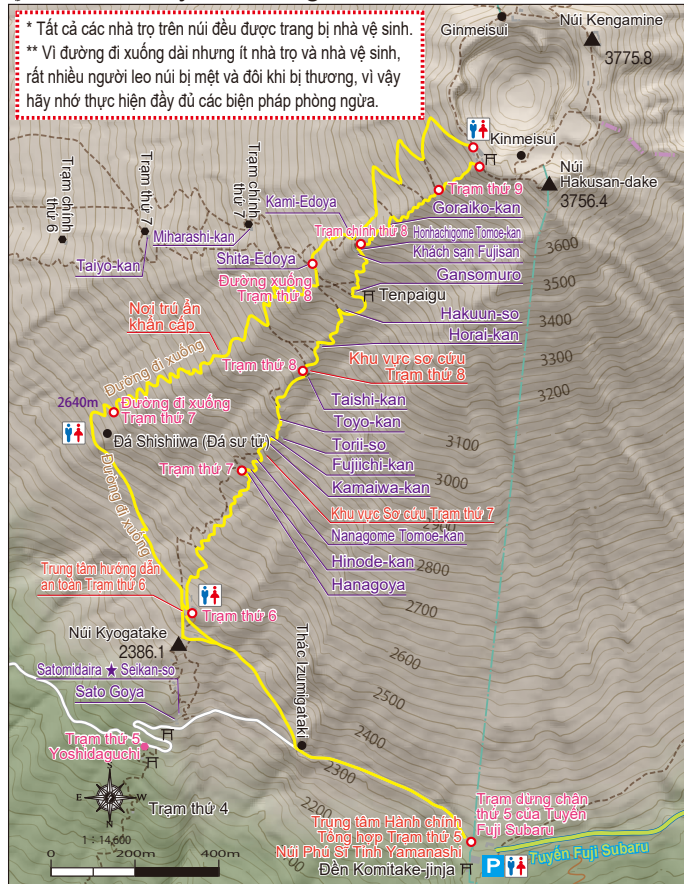 * Tất cả các nhà trọ trên núi đều được trang bị nhà vệ sinh.
** Vì đường đi xuống dài nhưng ít nhà trọ và nhà vệ sinh,
rất nhiều người leo núi bị mệt và đôi khi bị thương, vì vậy
hãy nhớ thực hiện đầy đủ các biện pháp phòng ngừa.
Ginmeisui
Núi Kengamine
3775.8
Kinmeisui
Núi
Hakusan-dake
3756.4
Trạm thứ 9
Goraiko-kan
Kami-Edoya
Trạm chính thứ 8
Honhachigome Tomoe-kan
Khách sạn Fujisan
Gansomuro
Tenpaigu
Trạm chính
thứ 6
Trạm thứ 7
Trạm chính
thứ 7
Miharashi-kan
Taiyo-kan
Shita-Edoya
Đường xuống
Trạm thứ 8
Hakuun-so
Horai-kan
Nơi trú ẩn
khẩn cấp
Đường đi xuống
Trạm thứ 8
Khu vực sơ cứu
Trạm thứ 8
Taishi-kan
Toyo-kan
Torii-so
Fujiichi-kan
Kamaiwa-kan
2640m
Đường đi xuống
Trạm thứ 7
Đá Shishiiwa (Đá sư tử)
Đường đi xuống
Trạm thứ 7
Khu vực Sơ cứu Trạm thứ 7
Nanagome Tomoe-kan
Hinode-kan
Hanagoya
3600
3500
3400
3300
3200
3100
3000
2900
2800
2700
2600
2500
2400
2300
2200
Trung tâm hướng dẫn
an toàn Trạm thứ 6
Trạm thứ 6
Núi Kyogatake
2386.1
Satomidaira ★ Seikan-so
Sato Goya
Thác Izumigataki
Trạm thứ 5
Yoshidaguchi
S
E
W
N
Trạm thứ 4
1 : 14,600
0
200m
400m
Trung tâm Hành chính
Tổng hợp Trạm thứ 5
Núi Phú Sĩ Tỉnh Yamanashi
Trạm dừng chân
thứ 5 của Tuyến
Fuji Subaru
Đền Komitake-jinja
P
Tuyến Fuji Subaru